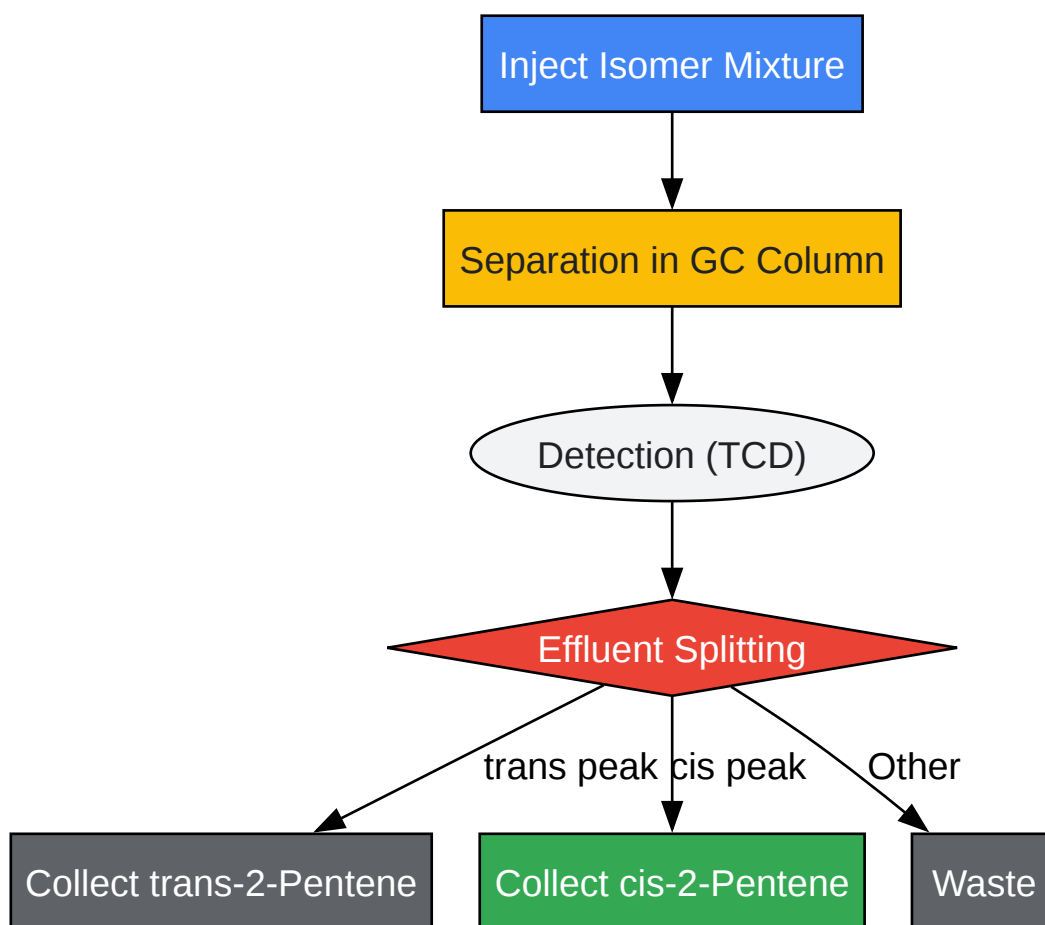 Inject Isomer Mixture
Separation in GC Column
Detection (TCD)
Effluent Splitting
trans peak
cis peak
Other
Collect trans-2-Pentene
Collect cis-2-Pentene
Waste